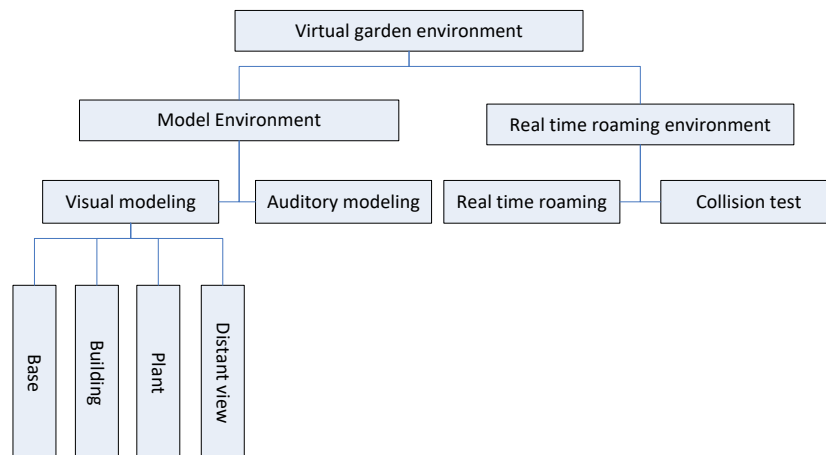 Virtual garden environment
Model Environment
Real time roaming environment
Visual modeling
Auditory modeling
Real time roaming
Collision test
Base
Building
Plant
Distant view